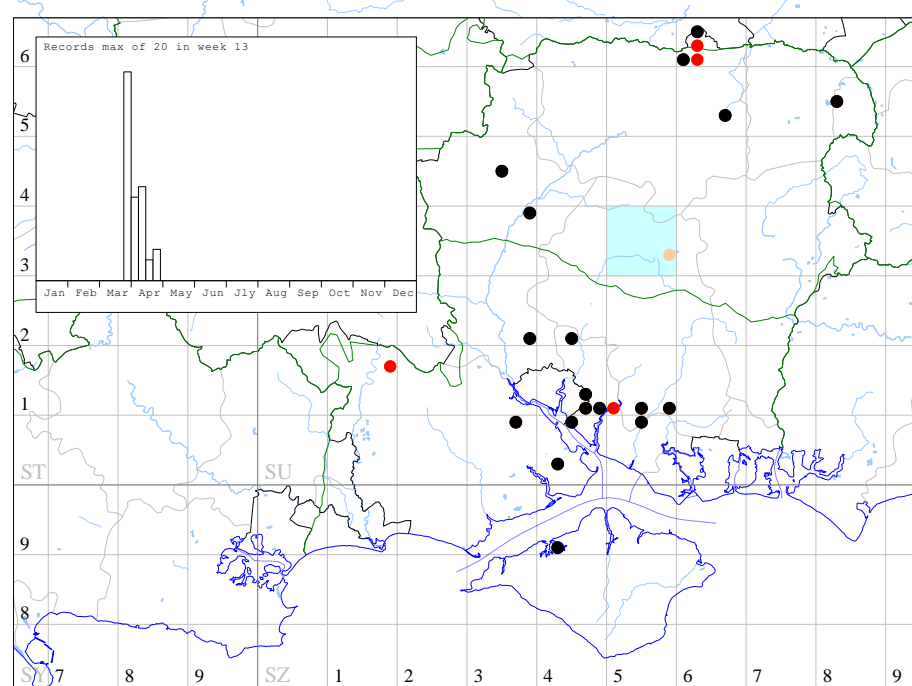 Records max of 20 in week 13
Jan Feb Mar Apr May Jun Jly Aug Sep Oct Nov Dec
6
5
4
3
2
1
ST SU
9
8
SY 7 8 9 SZ 1 2 3 4 5 6 7 8 9